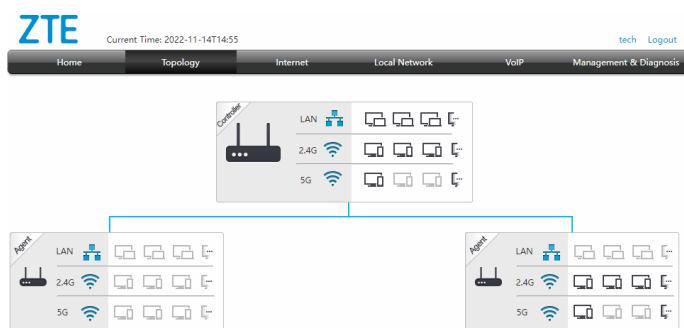 ZTE
Current Time: 2022-11-14T14:55
tech Logout
Home Topology Internet Local Network VoIP Management & Diagnosis
Controller
LAN
2.4G
5G
Agent
LAN
2.4G
5G
Agent
LAN
2.4G
5G